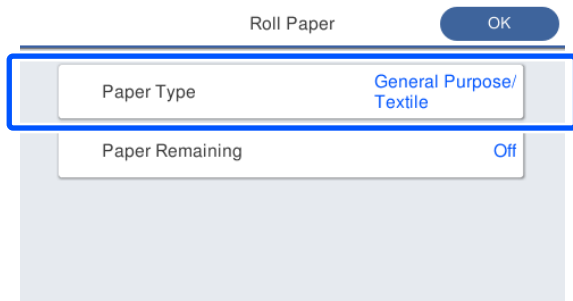 Roll Paper
OK
Paper Type
General Purpose/
Textile
Paper Remaining
Off